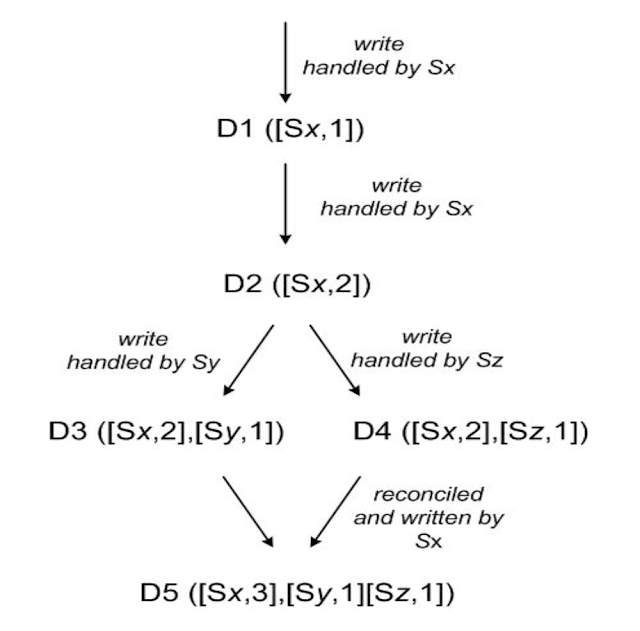 write
handled by Sx
D1 ([Sx,1])
write
handled by Sx
D2 ([Sx,2])
write
handled by Sy
write
handled by Sz
D3 ([Sx,2],[Sy,1])
D4 ([Sx,2],[Sz,1])
reconciled
and written by
Sx
D5 ([Sx,3],[Sy,1][Sz,1])